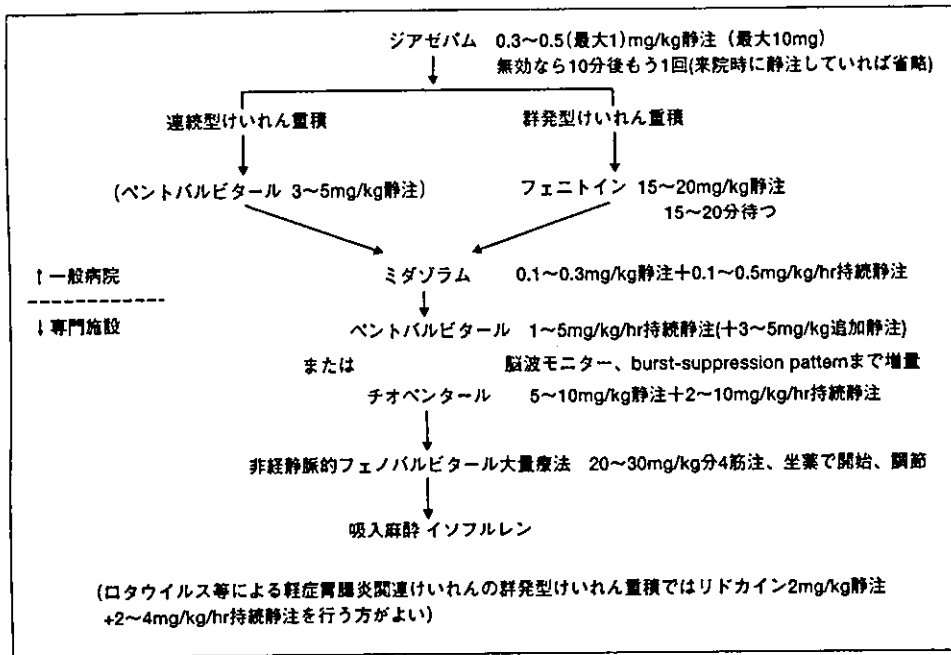 ジアゼパム 0.3～0.5(最大1)mg/kg静注 (最大10mg)
無効なら10分後もう1回(来院時に静注していれば省略)
連続型けいれん重積 群発型けいれん重積
(ペントバルビタール 3～5mg/kg静注) フェニトイン 15～20mg/kg静注
15～20分待つ
↑一般病院 ミダゾラム 0.1～0.3mg/kg静注＋0.1～0.5mg/kg/hr持続静注
↓専門施設
ペントバルビタール 1～5mg/kg/hr持続静注(＋3～5mg/kg追加静注)
または 脳波モニター、burst-suppression patternまで増量
チオペンタール 5～10mg/kg静注＋2～10mg/kg/hr持続静注
非経静脈的フェノバルビタール大量療法 20～30mg/kg分4筋注、坐薬で開始、調節
吸入麻酔 イソフルレン
(ロタウイルス等による軽症胃腸炎関連けいれんの群発型けいれん重積ではリドカイン2mg/kg静注
+2～4mg/kg/hr持続静注を行う方がよい)